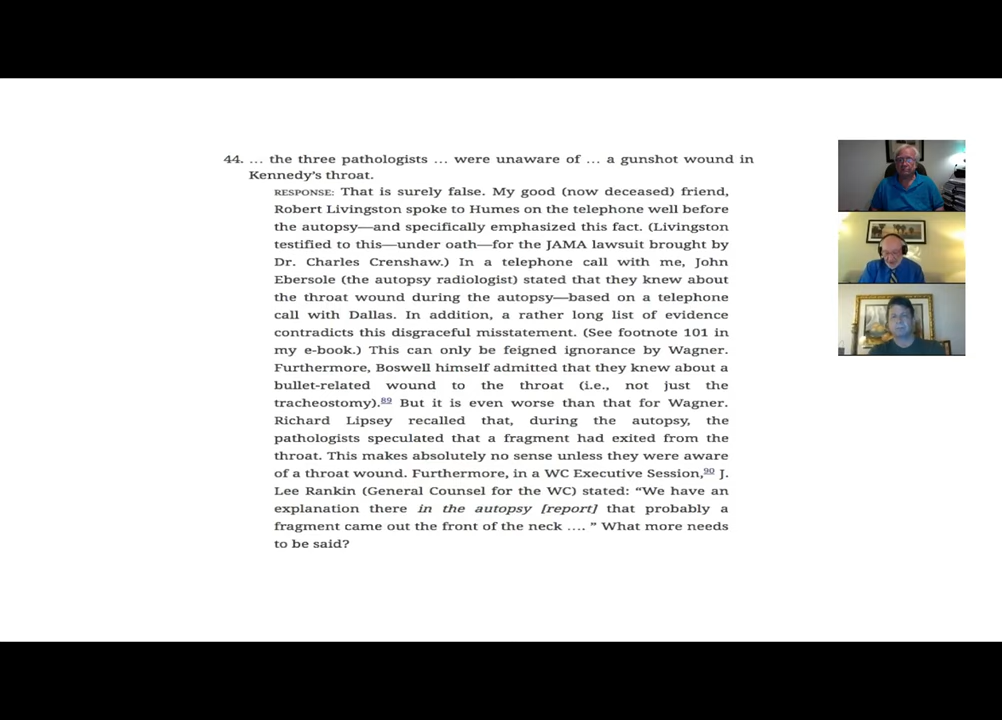 44. … the three pathologists … were unaware of … a gunshot wound in
Kennedy's throat.
RESPONSE: That is surely false. My good (now deceased) friend,
Robert Livingston spoke to Humes on the telephone well before
the autopsy—and specifically emphasized this fact. (Livingston
testified to this—under oath—for the JAMA lawsuit brought by
Dr. Charles Crenshaw.) In a telephone call with me, John
Ebersole (the autopsy radiologist) stated that they knew about
the throat wound during the autopsy—based on a telephone
call with Dallas. In addition, a rather long list of evidence
contradicts this disgraceful misstatement. (See footnote 101 in
my e-book.) This can only be feigned ignorance by Wagner.
Furthermore, Boswell himself admitted that they knew about a
bullet-related wound to the throat (i.e., not just the
tracheostomy).89 But it is even worse than that for Wagner.
Richard Lipsey recalled that, during the autopsy, the
pathologists speculated that a fragment had exited from the
throat. This makes absolutely no sense unless they were aware
of a throat wound. Furthermore, in a WC Executive Session,90 J.
Lee Rankin (General Counsel for the WC) stated: “We have an
explanation there in the autopsy [report] that probably a
fragment came out the front of the neck …. ” What more needs
to be said?